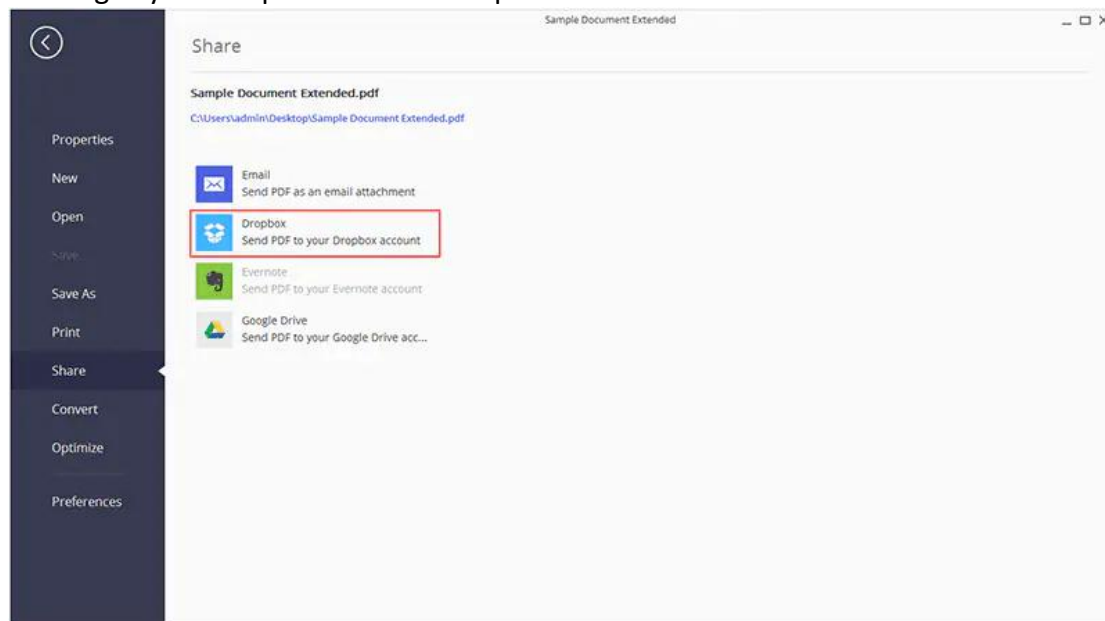 Sample Document Extended
Share
Sample Document Extended.pdf
C:\Users\admin\Desktop\Sample Document Extended.pdf
Properties
New
Open
Save
Save As
Print
Share
Convert
Optimize
Preferences
Email
Send PDF as an email attachment
Dropbox
Send PDF to your Dropbox account
Evernote
Send PDF to your Evernote account
Google Drive
Send PDF to your Google Drive acc...